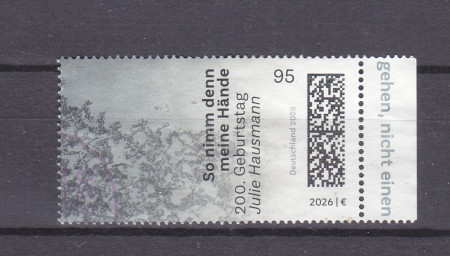 So nimm denn
meine Hände
200. Geburtstag
Julie Hausmann
95
Deutschland 2026
2026 | €
gehen, nicht einen